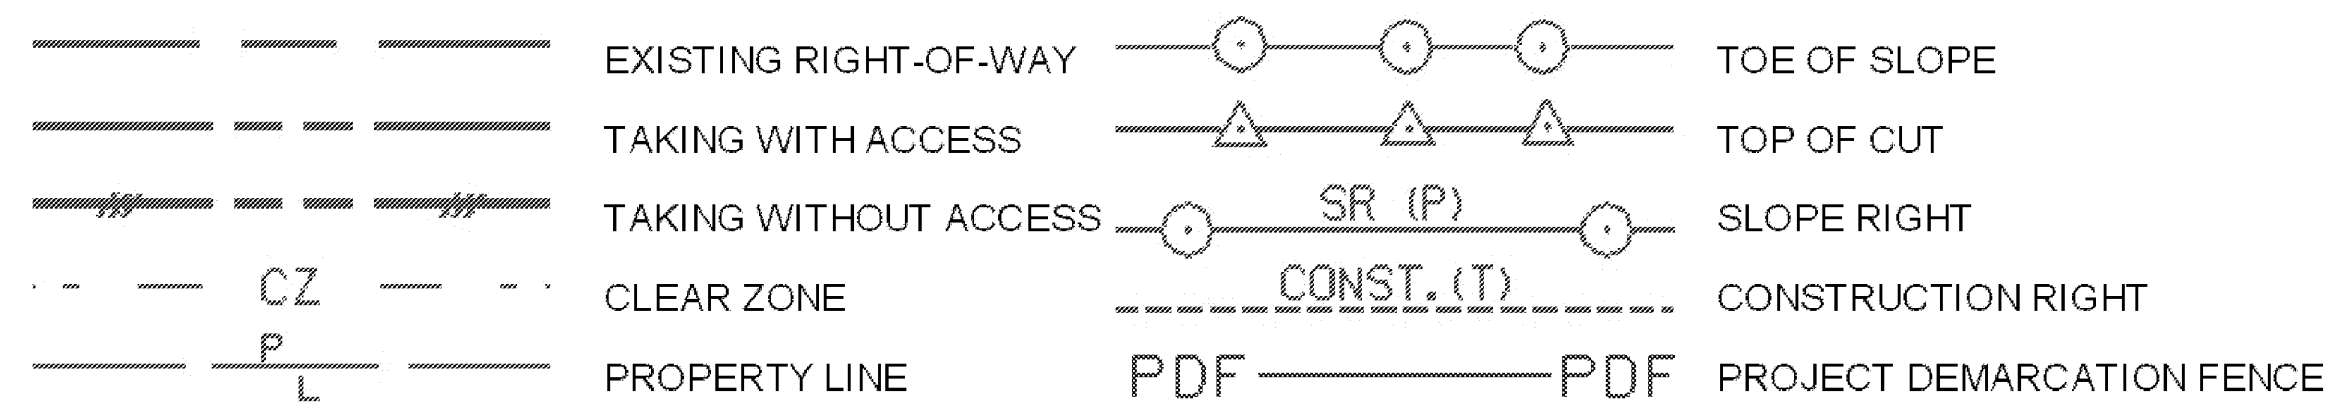 EXISTING RIGHT-OF-WAY
TAKING WITH ACCESS
TAKING WITHOUT ACCESS
CZ CLEAR ZONE
P
L PROPERTY LINE
TOE OF SLOPE
TOP OF CUT
SR (P) SLOPE RIGHT
CONST. (T) CONSTRUCTION RIGHT
PDF PDF PROJECT DEMARCATION FENCE